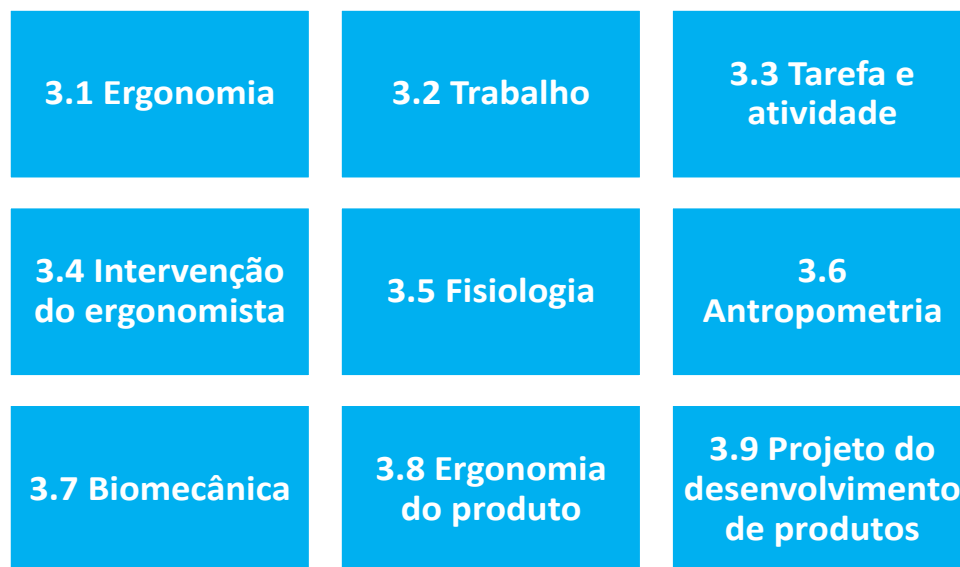 3.1 Ergonomia
3.2 Trabalho
3.3 Tarefa e
atividade
3.4 Intervenção
do ergonomista
3.5 Fisiologia
3.6
Antropometria
3.7 Biomecânica
3.8 Ergonomia
do produto
3.9 Projeto do
desenvolvimento
de produtos